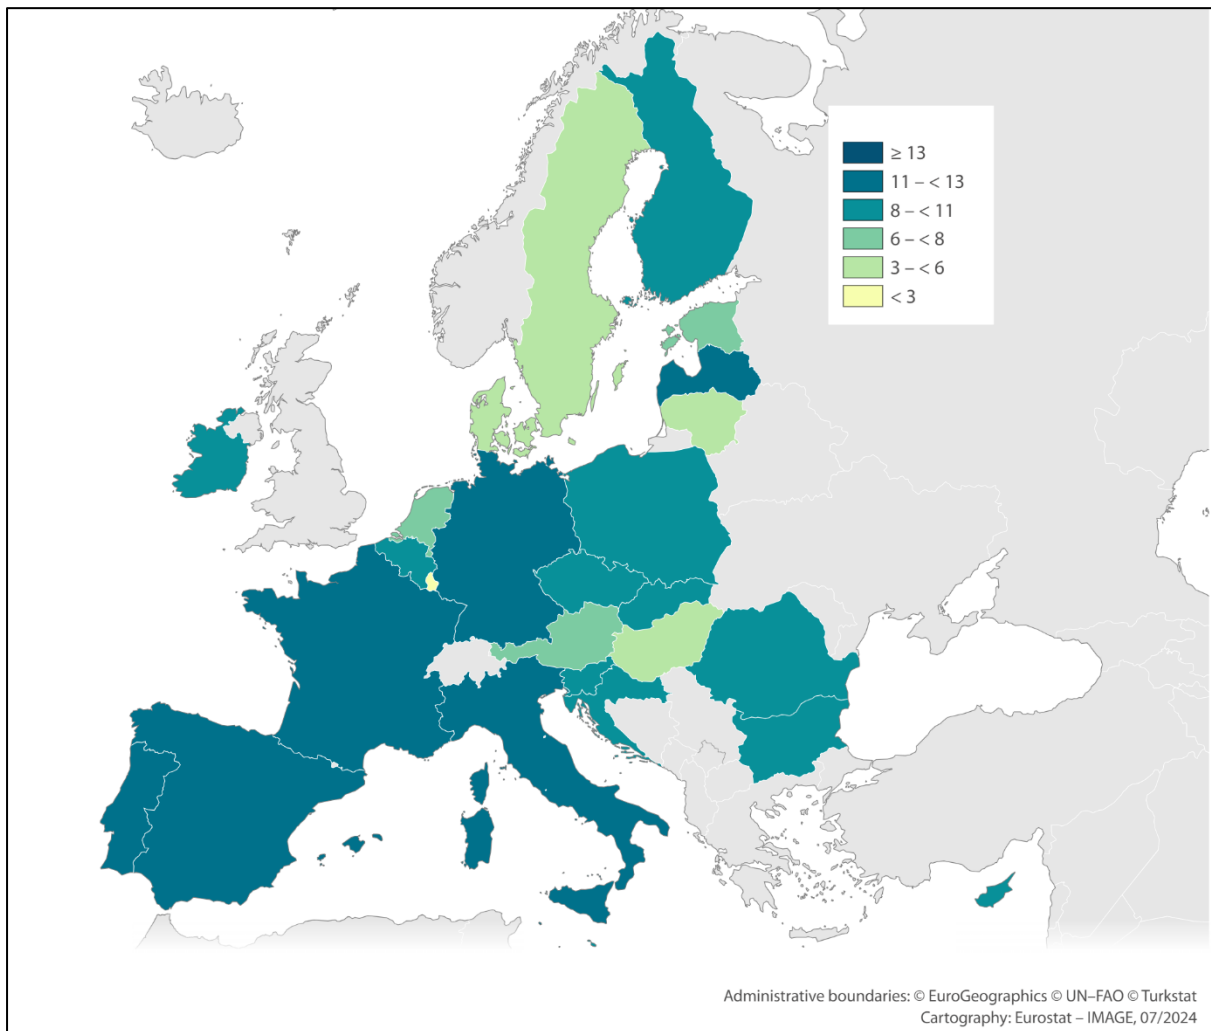 ≥ 13
11 – < 13
8 – < 11
6 – < 8
3 – < 6
< 3
Administrative boundaries: © EuroGeographics © UN–FAO © Turkstat
Cartography: Eurostat – IMAGE, 07/2024